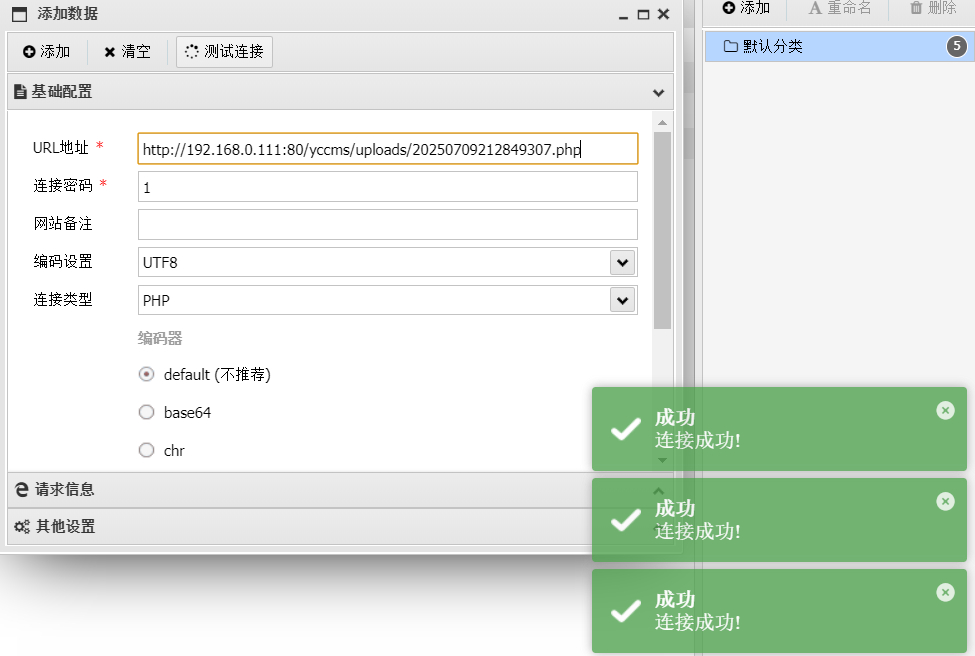 添加数据
添加 清空 测试连接
基础配置
URL地址 * http://192.168.0.111:80/yccms/uploads/20250709212849307.php
连接密码 * 1
网站备注
编码设置 UTF8
连接类型 PHP
编码器
default (不推荐)
base64
chr
请求信息
其他设置
添加 重命名 删除
默认分类 5
成功
连接成功!
成功
连接成功!
成功
连接成功!